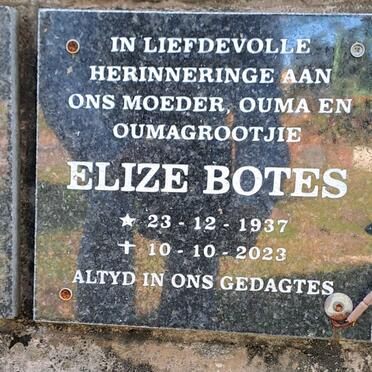 IN LIEFDEVOLLE
HERINNERINGE AAN
ONS MOEDER, OUMA EN
OUMAGROOTJIE
ELIZE BOTES
★ 23 - 12 - 1937
✝ 10 - 10 - 2023
ALTYD IN ONS GEDAGTES